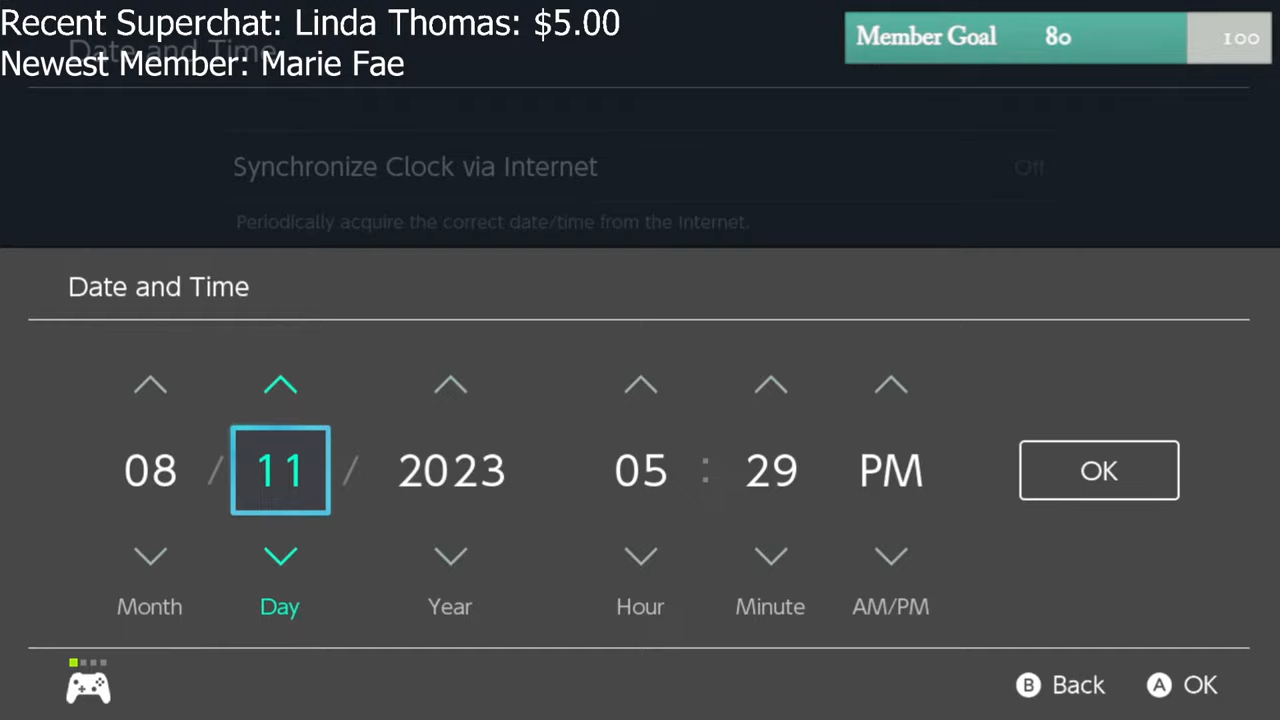 Recent Superchat: Linda Thomas: $5.00
Date and Time
Newest Member: Marie Fae
Member Goal 80 100
Synchronize Clock via Internet Off
Periodically acquire the correct date/time from the Internet.
Date and Time
08 / 11 / 2023 05 : 29 PM OK
Month Day Year Hour Minute AM/PM
B Back A OK